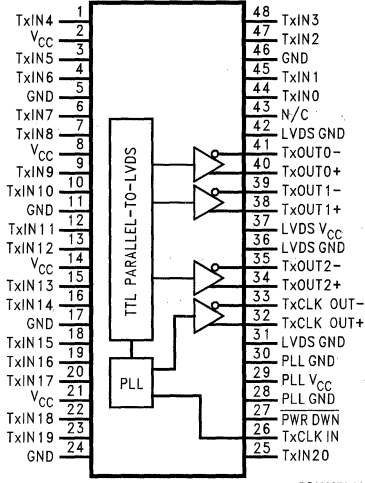 TxIN4 1
VCC 2
TxIN5 3
TxIN6 4
GND 5
TxIN7 6
TxIN8 7
VCC 8
TxIN9 9
TxIN10 10
GND 11
TxIN11 12
TxIN12 13
VCC 14
TxIN13 15
TxIN14 16
GND 17
TxIN15 18
TxIN16 19
TxIN17 20
VCC 21
TxIN18 22
TxIN19 23
GND 24
TTL PARALLEL-TO-LVDS
PLL
48 TxIN3
47 TxIN2
46 GND
45 TxIN1
44 TxIN0
43 N/C
42 LVDS GND
41 TxOUT0-
40 TxOUT0+
39 TxOUT1-
38 TxOUT1+
37 LVDS VCC
36 LVDS GND
35 TxOUT2-
34 TxOUT2+
33 TxCLK OUT-
32 TxCLK OUT+
31 LVDS GND
30 PLL GND
29 PLL VCC
28 PLL GND
27 PWR DWN
26 TxCLK IN
25 TxIN20